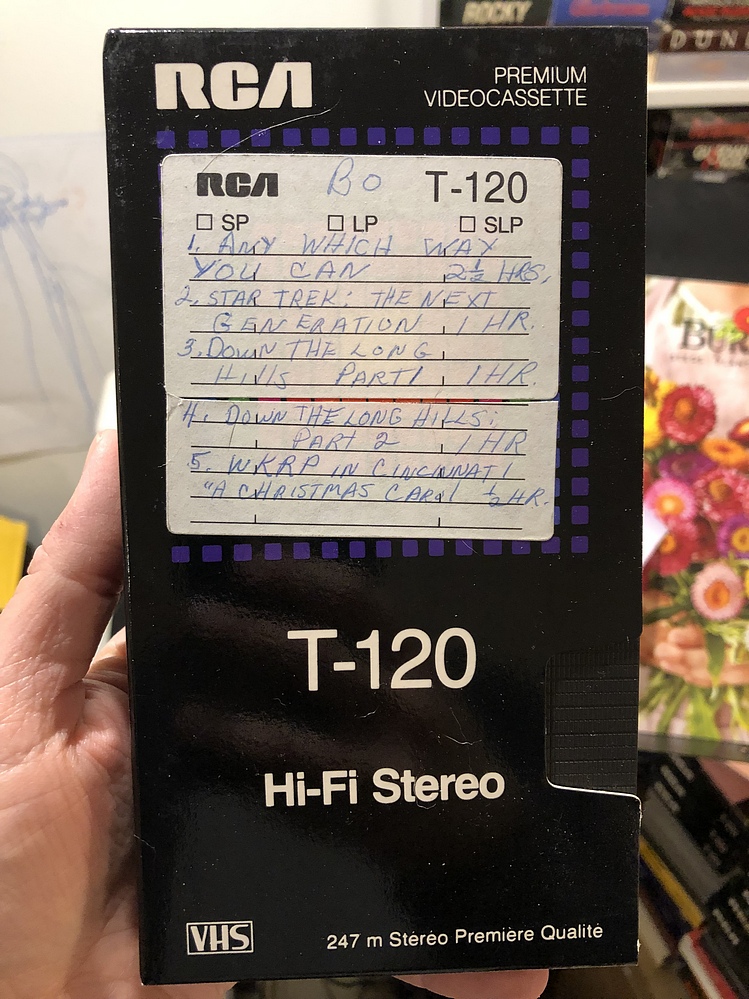 ROCKY
DUN
RCA
PREMIUM
VIDEOCASSETTE
RCA BO T-120
☐ SP ☐ LP ☐ SLP
1. ANY WHICH WAY
YOU CAN 2½ HRS.
2. STAR TREK: THE NEXT
GENERATION 1 HR.
3. DOWN THE LONG
HillS PART 1 1 HR.
4. DOWN THE LONG HILLS:
PART 2 1 HR
5. WKRP IN CINCINNATI
"A CHRISTMAS CAROl ½ HR.
BUR
T-120
Hi-Fi Stereo
VHS
247 m Stéréo Première Qualité